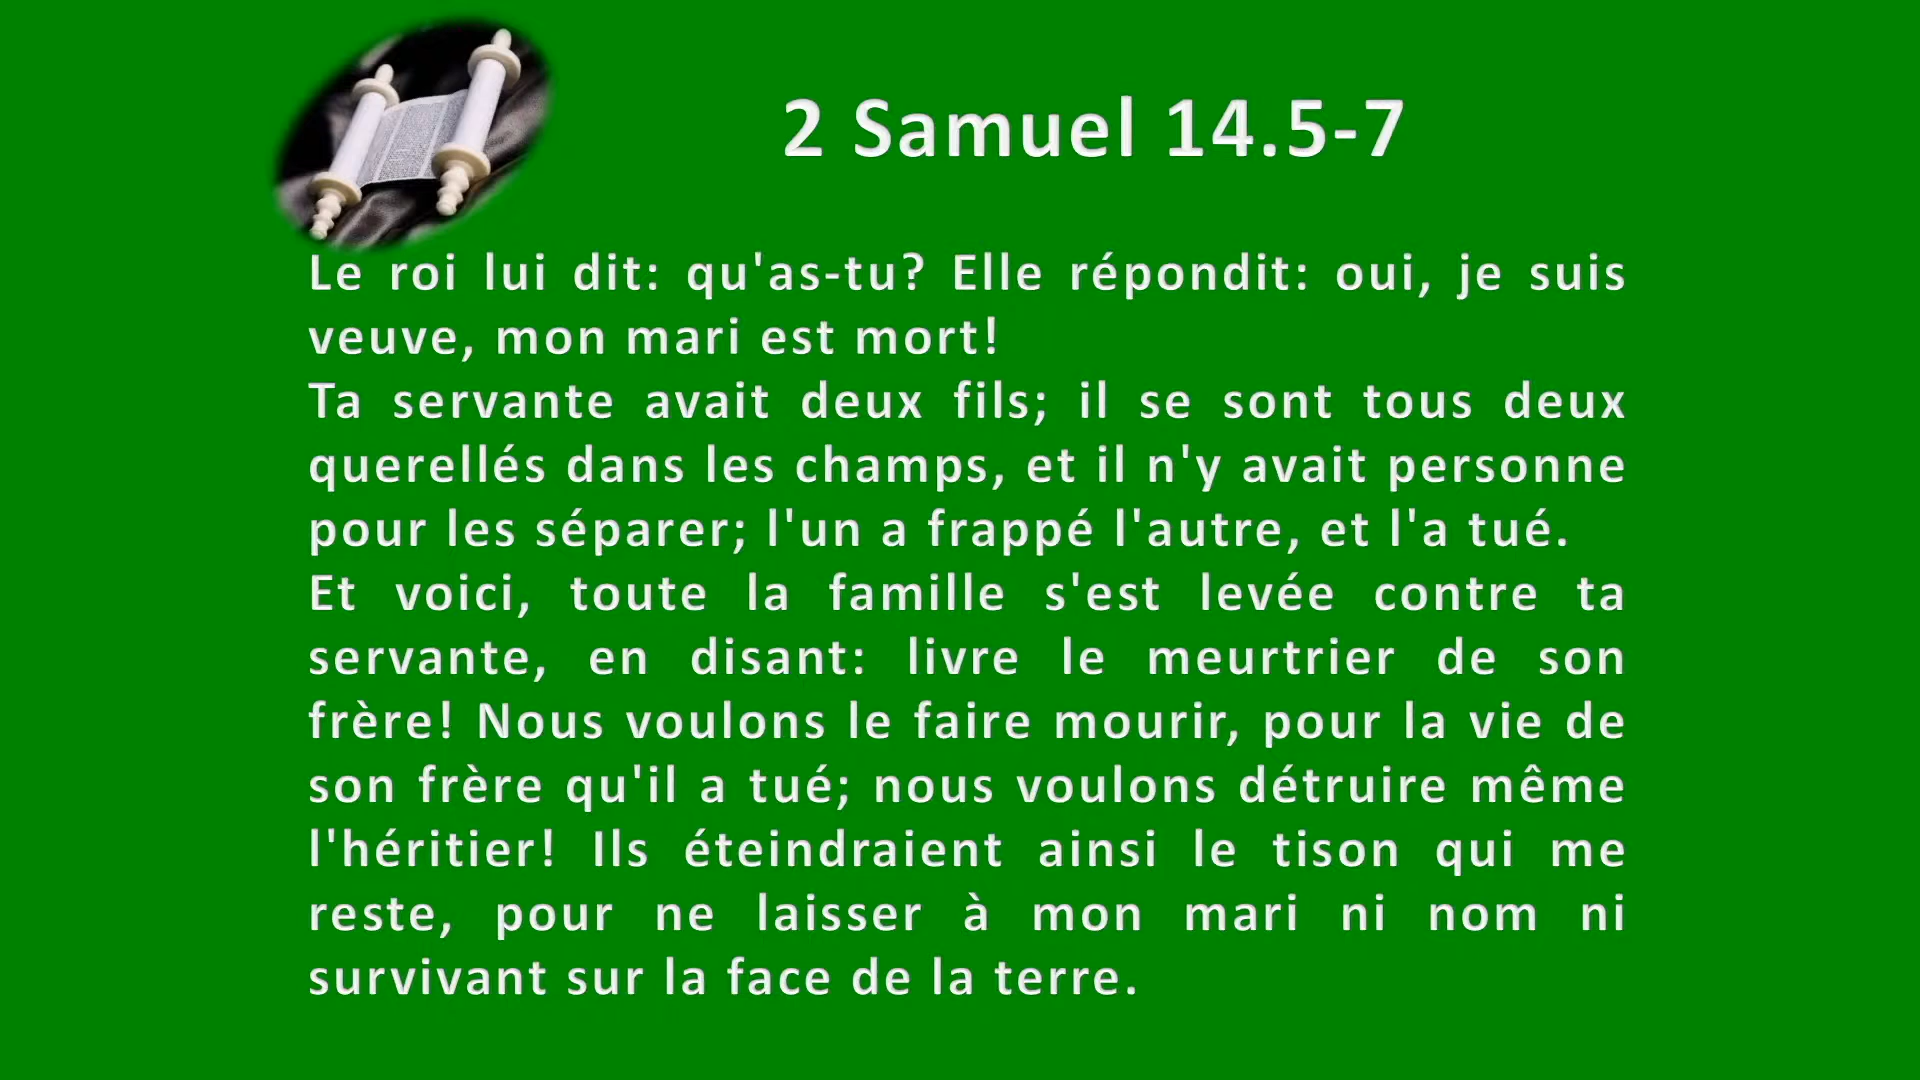 2 Samuel 14.5-7
Le roi lui dit: qu'as-tu? Elle répondit: oui, je suis
veuve, mon mari est mort!
Ta servante avait deux fils; il se sont tous deux
querellés dans les champs, et il n'y avait personne
pour les séparer; l'un a frappé l'autre, et l'a tué.
Et voici, toute la famille s'est levée contre ta
servante, en disant: livre le meurtrier de son
frère! Nous voulons le faire mourir, pour la vie de
son frère qu'il a tué; nous voulons détruire même
l'héritier! Ils éteindraient ainsi le tison qui me
reste, pour ne laisser à mon mari ni nom ni
survivant sur la face de la terre.